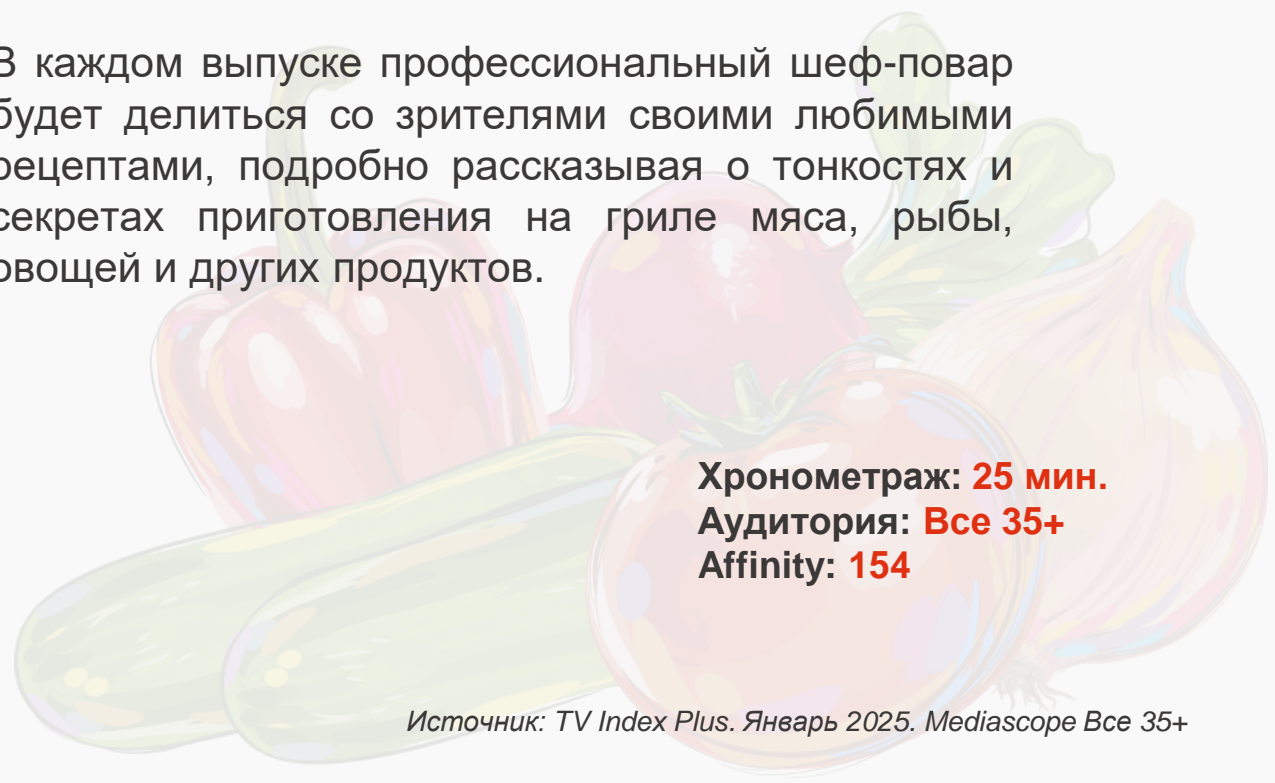 В каждом выпуске профессиональный шеф-повар
будет делиться со зрителями своими любимыми
рецептами, подробно рассказывая о тонкостях и
секретах приготовления на гриле мяса, рыбы,
овощей и других продуктов.
Хронометраж: 25 мин.
Аудитория: Все 35+
Affinity: 154
Источник: TV Index Plus. Январь 2025. Mediascope Все 35+